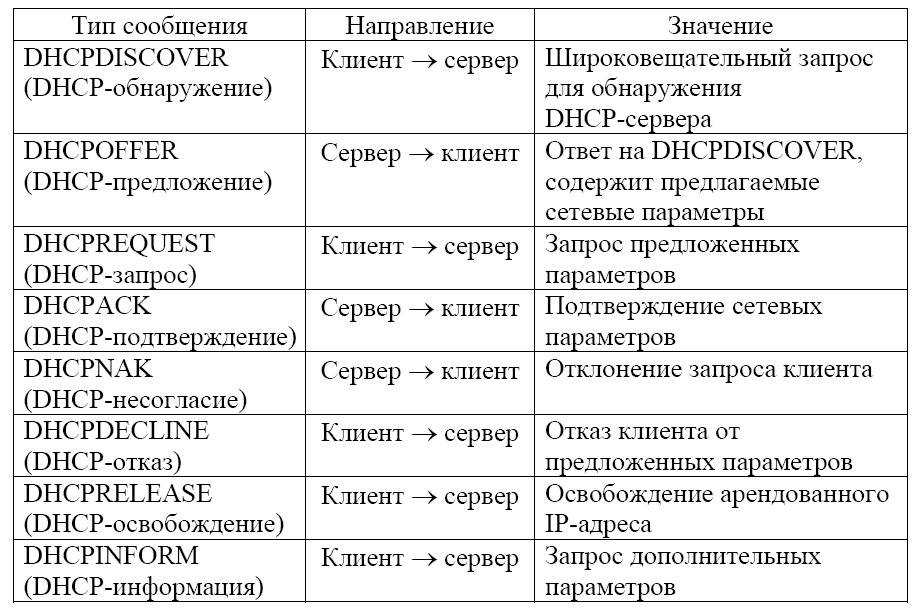 Тип сообщения Направление Значение
DHCPDISCOVER Клиент → сервер Широковещательный запрос
(DHCP-обнаружение) для обнаружения
DHCP-сервера
DHCPOFFER Сервер → клиент Ответ на DHCPDISCOVER,
(DHCP-предложение) содержит предлагаемые
сетевые параметры
DHCPREQUEST Клиент → сервер Запрос предложенных
(DHCP-запрос) параметров
DHCPACK Сервер → клиент Подтверждение сетевых
(DHCP-подтверждение) параметров
DHCPNAK Сервер → клиент Отклонение запроса клиента
(DHCP-несогласие)
DHCPDECLINE Клиент → сервер Отказ клиента от
(DHCP-отказ) предложенных параметров
DHCPRELEASE Клиент → сервер Освобождение арендованного
(DHCP-освобождение) IP-адреса
DHCPINFORM Клиент → сервер Запрос дополнительных
(DHCP-информация) параметров